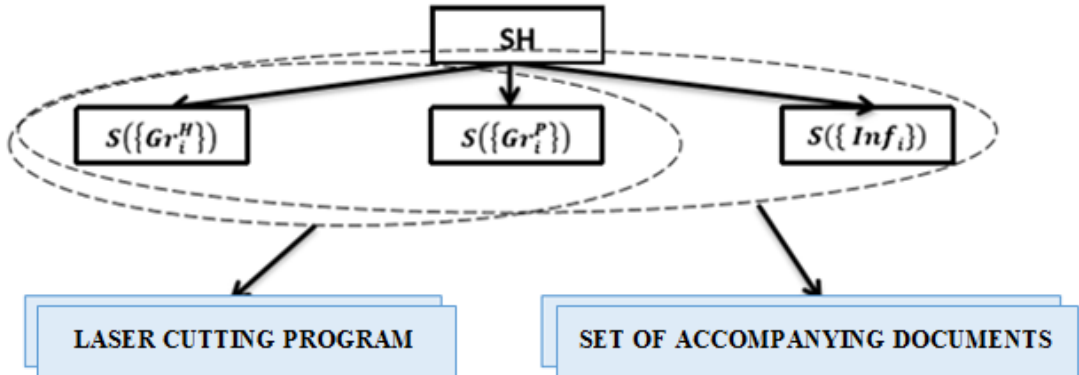 SH
S({Gr_i^H})
S({Gr_i^P})
S({ Inf_i})
LASER CUTTING PROGRAM
SET OF ACCOMPANYING DOCUMENTS